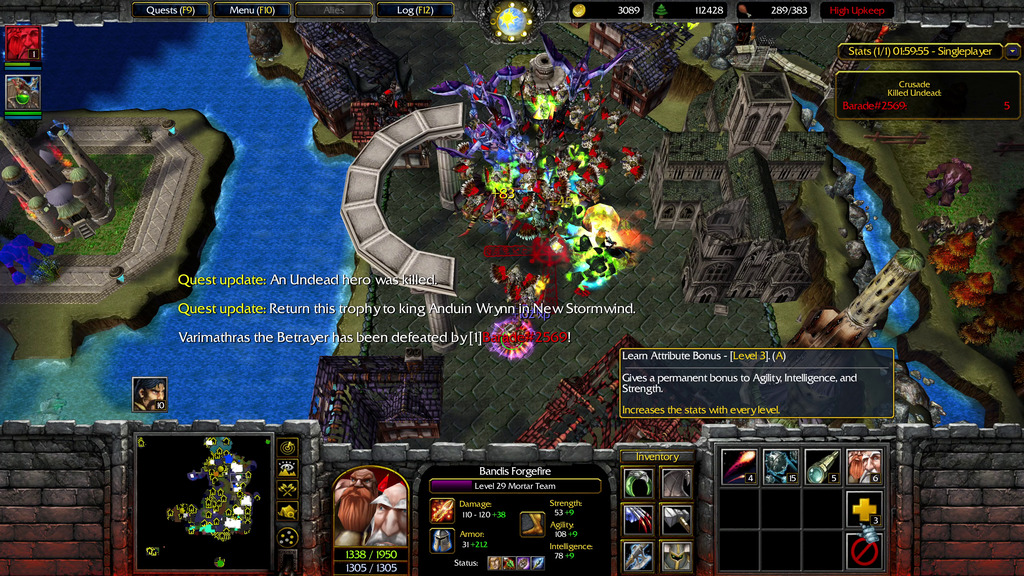 Quests (F9)
Menu (F10)
Allies
Log (F12)
3089
112428
289/383
High Upkeep
Stats (1/1) 01:59:55 - Singleplayer
Crusade
Killed Undead:
Barade#2569: 5
1
83
Quest update: An Undead hero was killed.
Quest update: Return this trophy to king Anduin Wrynn in New Stormwind.
Varimathras the Betrayer has been defeated by [1]Barade#2569!
Learn Attribute Bonus - [Level 3]. (A)
Gives a permanent bonus to Agility, Intelligence, and
Strength.
Increases the stats with every level.
10
Bandis Forgefire
Level 29 Mortar Team
Damage:
110 - 120 +38
Armor:
31 +21.2
Strength:
53 +9
Agility:
108 +9
Intelligence:
78 +9
Status:
1338 / 1950
1305 / 1305
Inventory
4
15
5
6
3